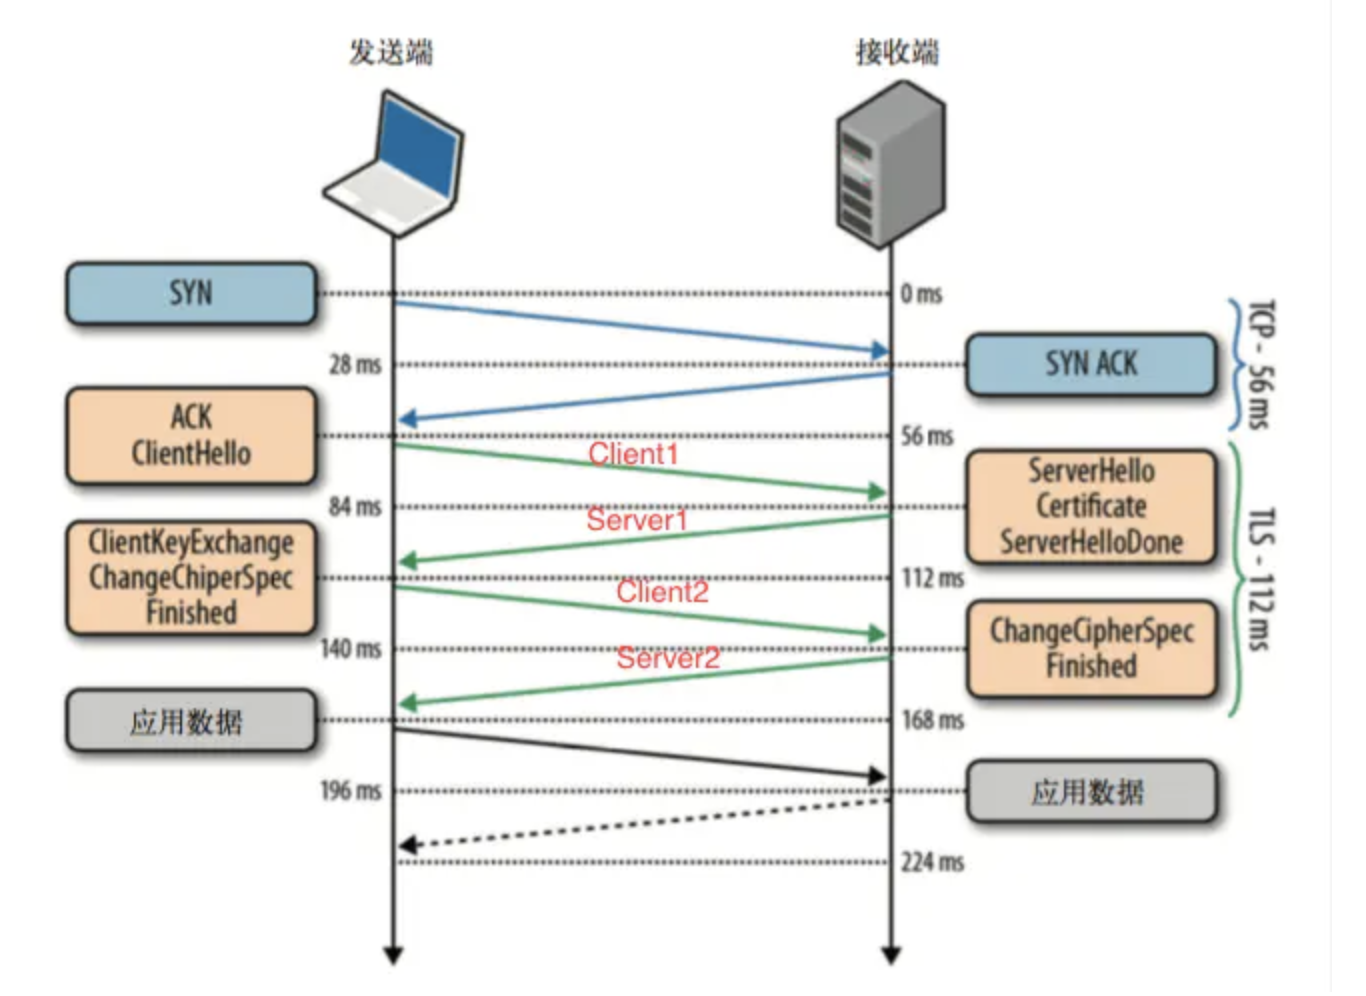 发送端
接收端
SYN
0 ms
28 ms
SYN ACK
TCP - 56 ms
ACK
ClientHello
56 ms
Client1
84 ms
ServerHello
Certificate
ServerHelloDone
Server1
ClientKeyExchange
ChangeChiperSpec
Finished
112 ms
Client2
TLS - 112 ms
140 ms
ChangeCipherSpec
Finished
Server2
应用数据
168 ms
196 ms
应用数据
224 ms